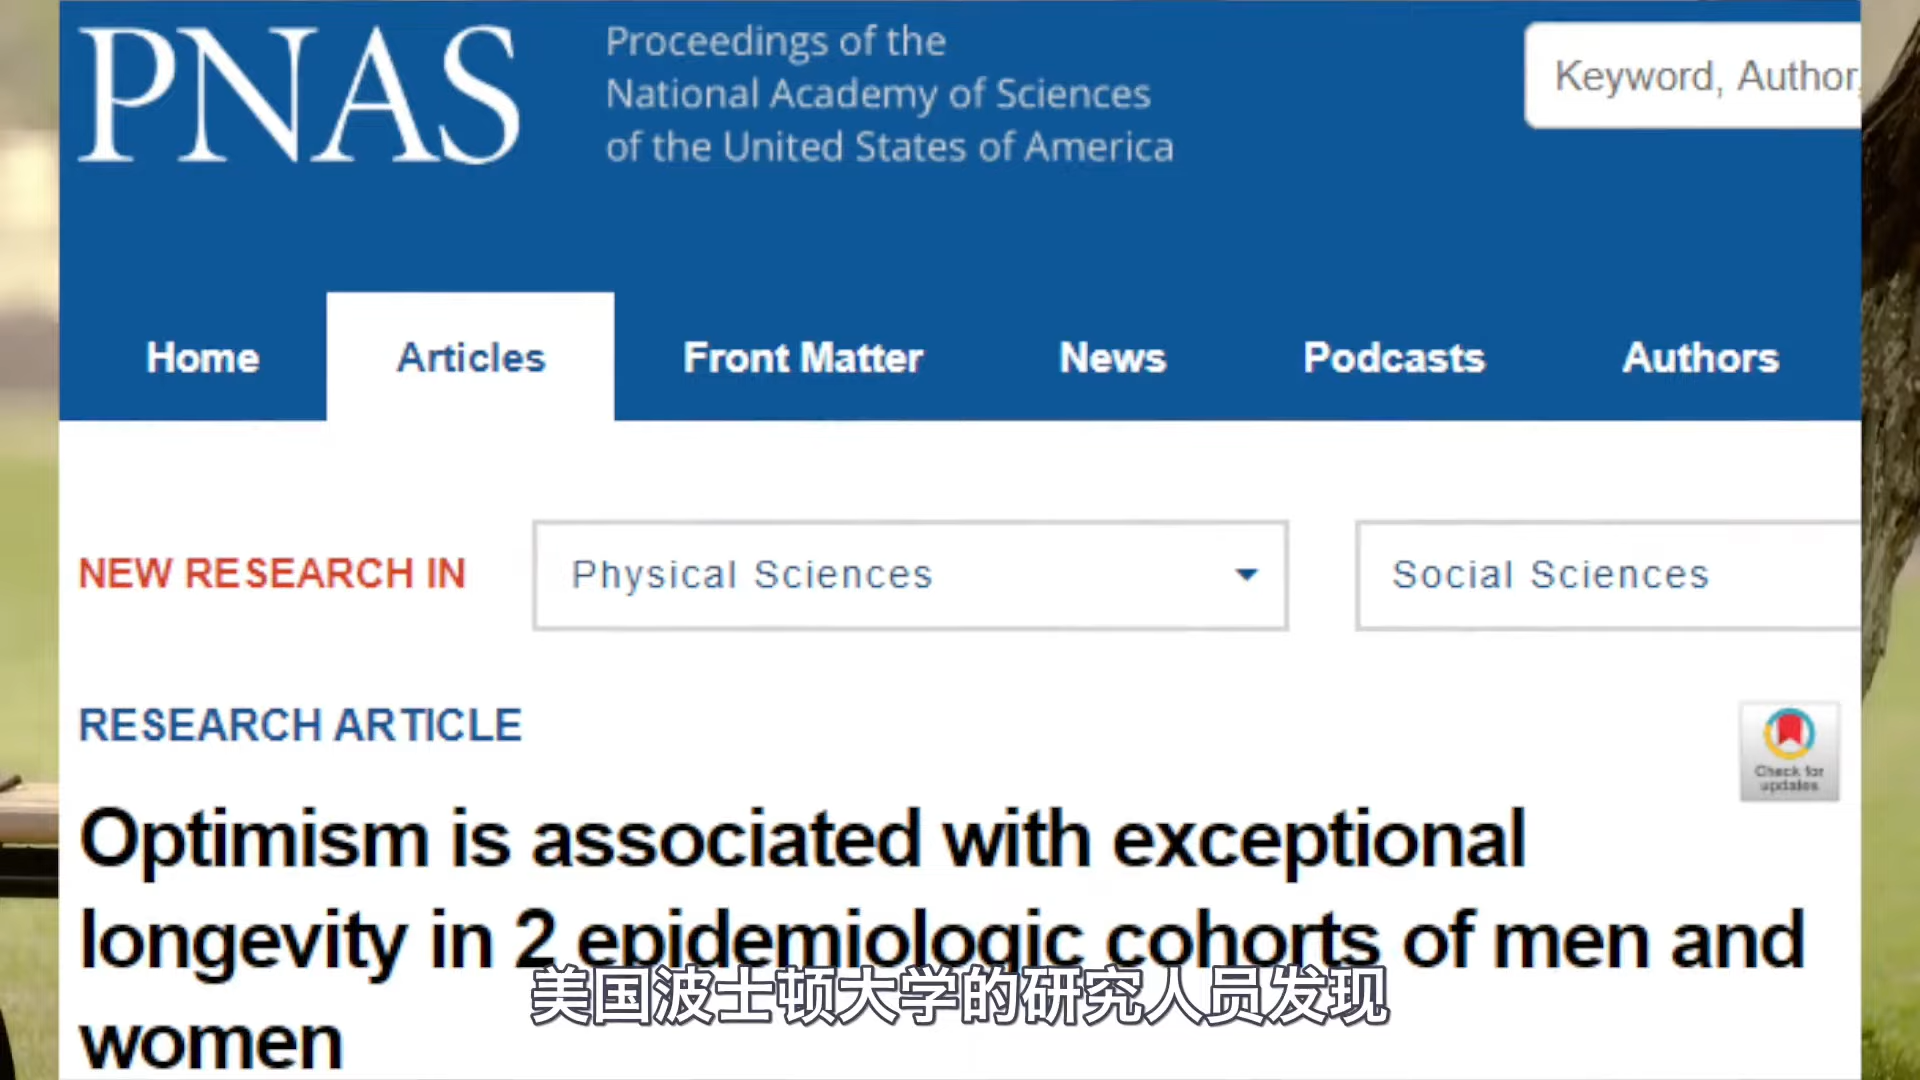 PNAS
Proceedings of the
National Academy of Sciences
of the United States of America
Keyword, Author,
Home
Articles
Front Matter
News
Podcasts
Authors
NEW RESEARCH IN
Physical Sciences
Social Sciences
RESEARCH ARTICLE
Check for
updates
Optimism is associated with exceptional
longevity in 2 epidemiologic cohorts of men and
women
美国波士顿大学的研究人员发现